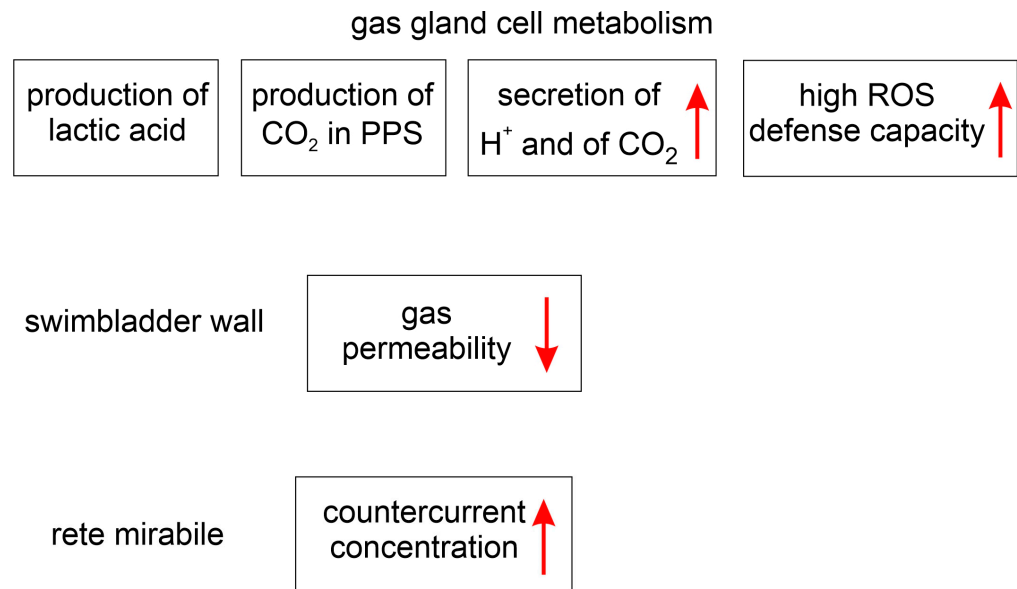 gas gland cell metabolism
production of
lactic acid
production of
CO₂ in PPS
secretion of
H⁺ and of CO₂
high ROS
defense capacity
swimbladder wall
gas
permeability
rete mirabile
countercurrent
concentration